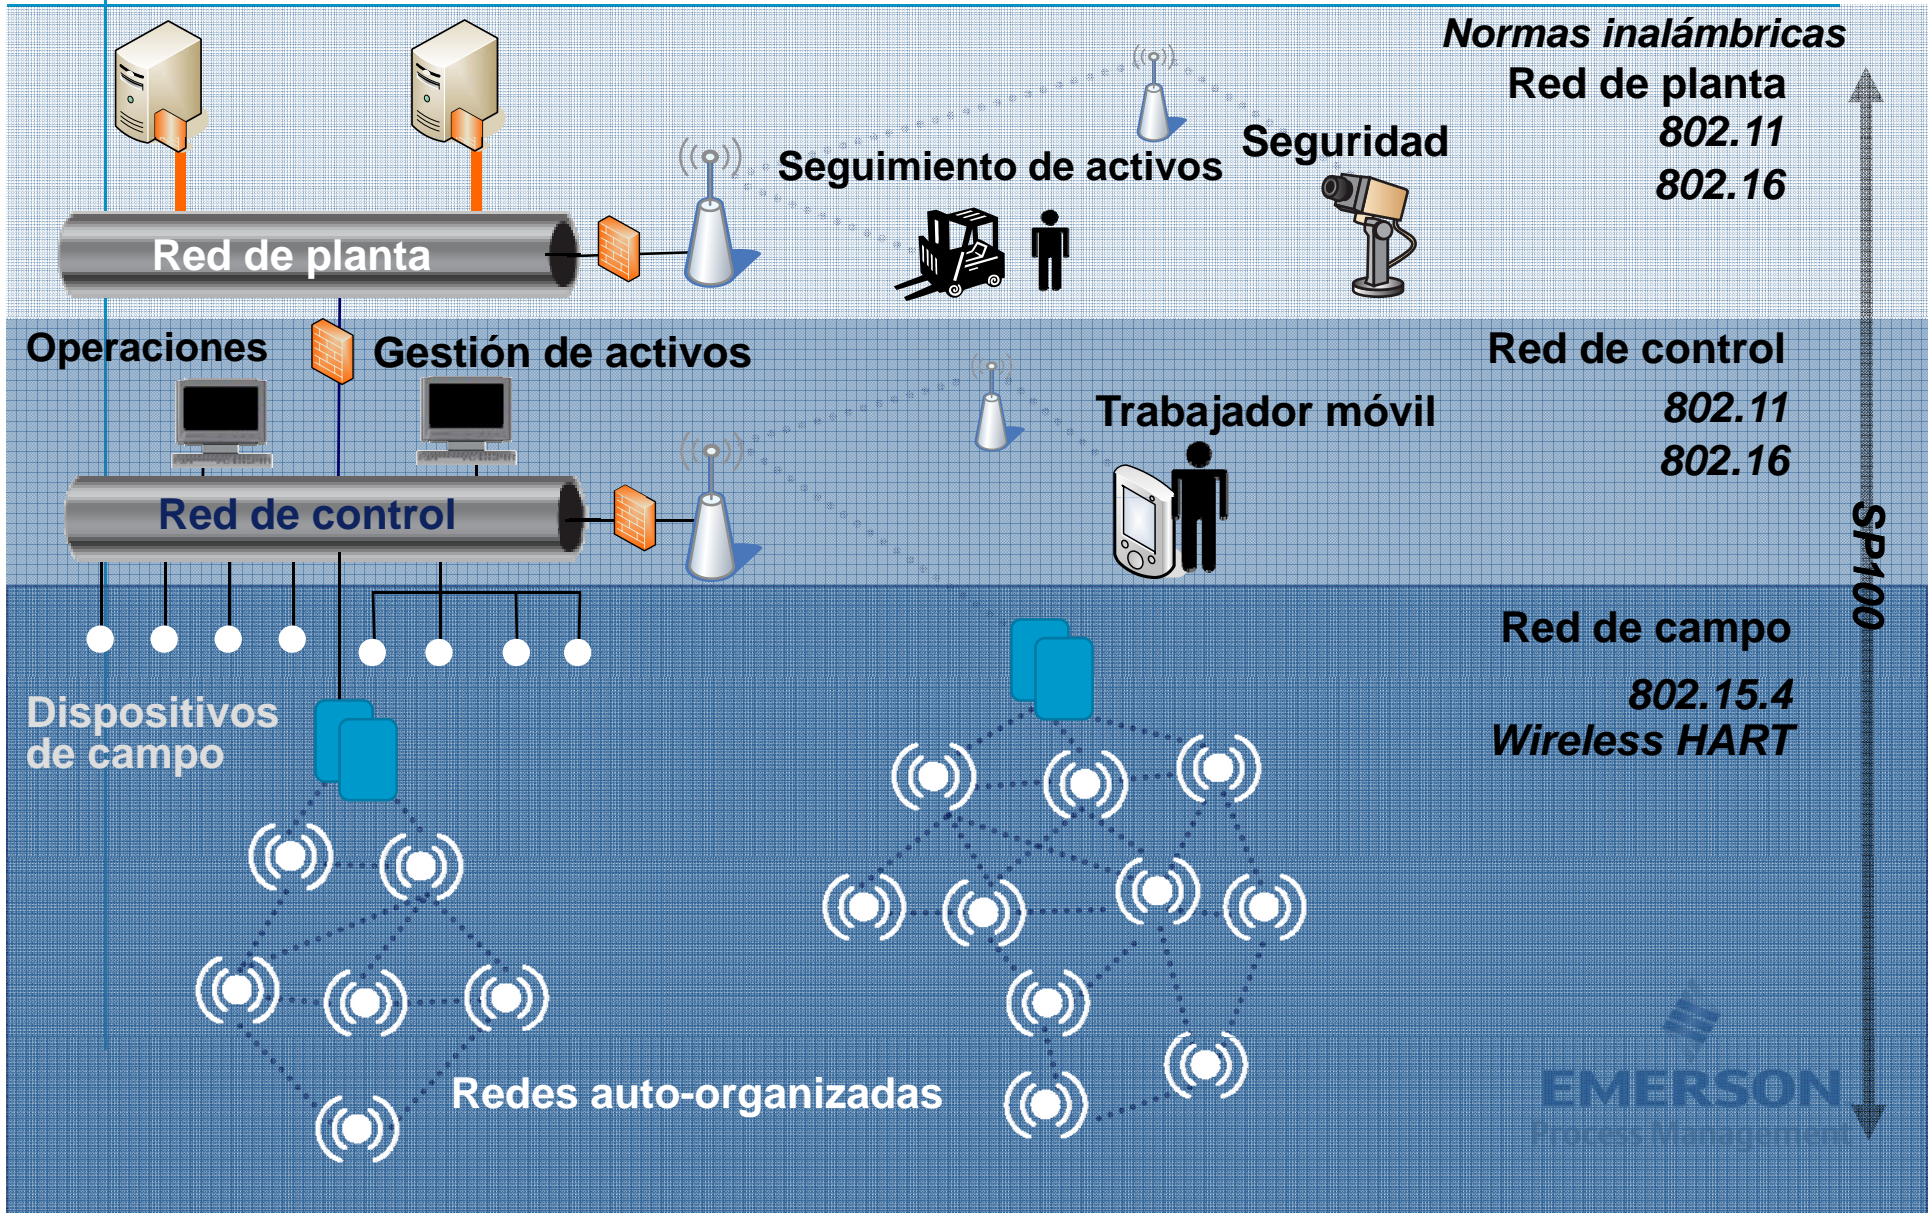 Normas inalámbricas
Red de planta
802.11
802.16
Seguimiento de activos
Seguridad
Red de planta
Operaciones
Gestión de activos
Red de control
802.11
802.16
Trabajador móvil
Red de control
SP100
Red de campo
802.15.4
Wireless HART
Dispositivos
de campo
Redes auto-organizadas
EMERSON
Process Management